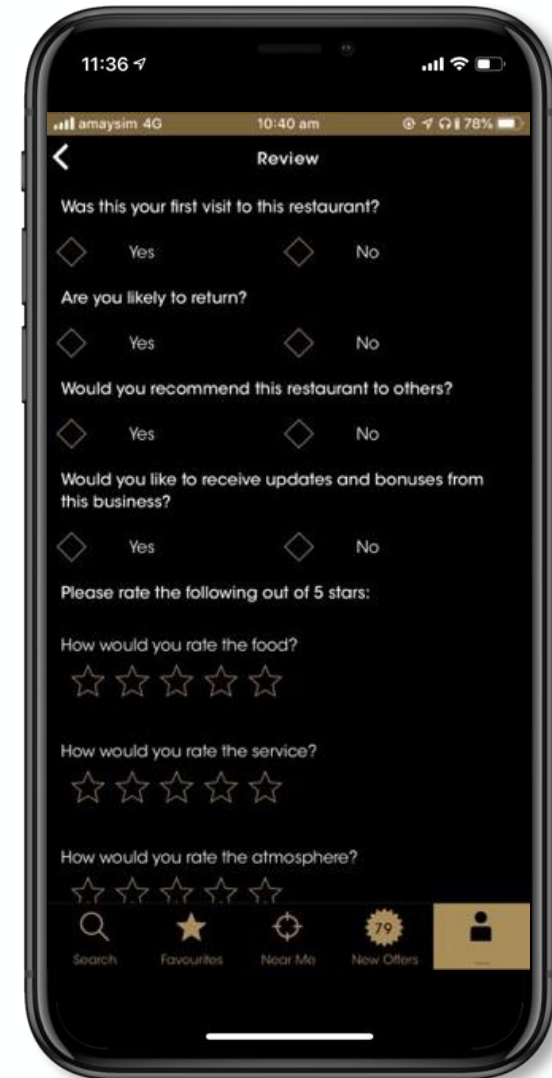 11:36
amaysim 4G 10:40 am 78%
Review
Was this your first visit to this restaurant?
Yes No
Are you likely to return?
Yes No
Would you recommend this restaurant to others?
Yes No
Would you like to receive updates and bonuses from
this business?
Yes No
Please rate the following out of 5 stars:
How would you rate the food?
How would you rate the service?
How would you rate the atmosphere?
79
Search Favourites Near Me New Offers ....